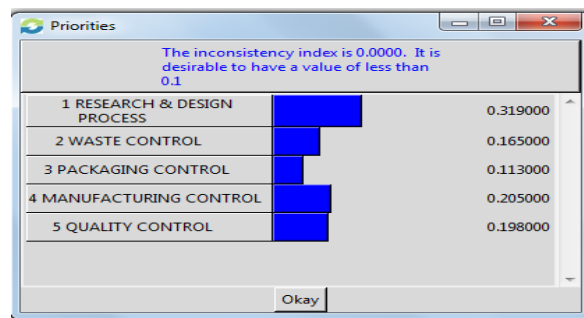 Priorities
The inconsistency index is 0.0000. It is
desirable to have a value of less than
0.1
1 RESEARCH & DESIGN
PROCESS
0.319000
2 WASTE CONTROL
0.165000
3 PACKAGING CONTROL
0.113000
4 MANUFACTURING CONTROL
0.205000
5 QUALITY CONTROL
0.198000
Okay